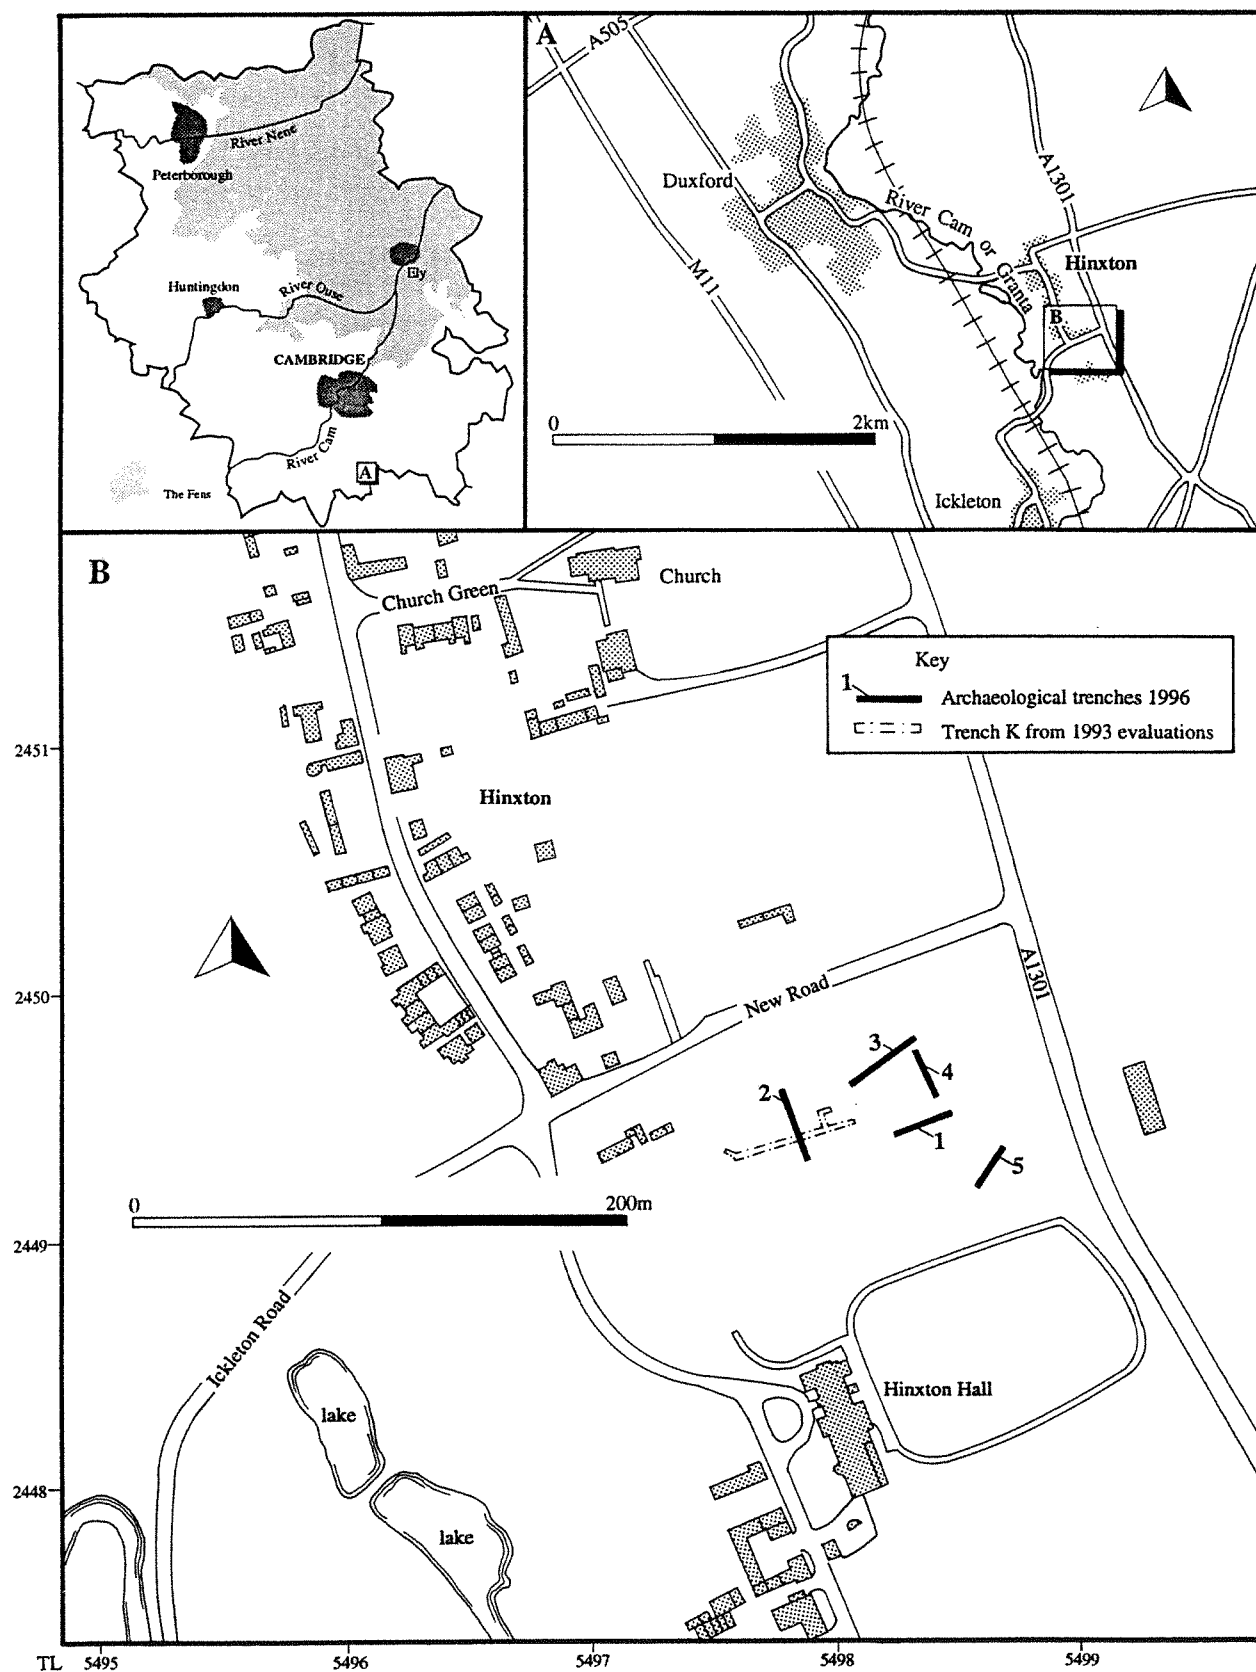 River Nene
Peterborough
Ely
Huntingdon
River Ouse
CAMBRIDGE
River Cam
A
The Fens
A
A505
Duxford
M11
River Cam or Granta
A1301
Hinxton
B
0 2km
Ickleton
B
Church Green
Church
Key
1 Archaeological trenches 1996
Trench K from 1993 evaluations
2451
Hinxton
2450
New Road
A1301
3
4
2
1
5
0 200m
2449
Ickleton Road
lake
Hinxton Hall
2448
lake
TL 5495 5496 5497 5498 5499